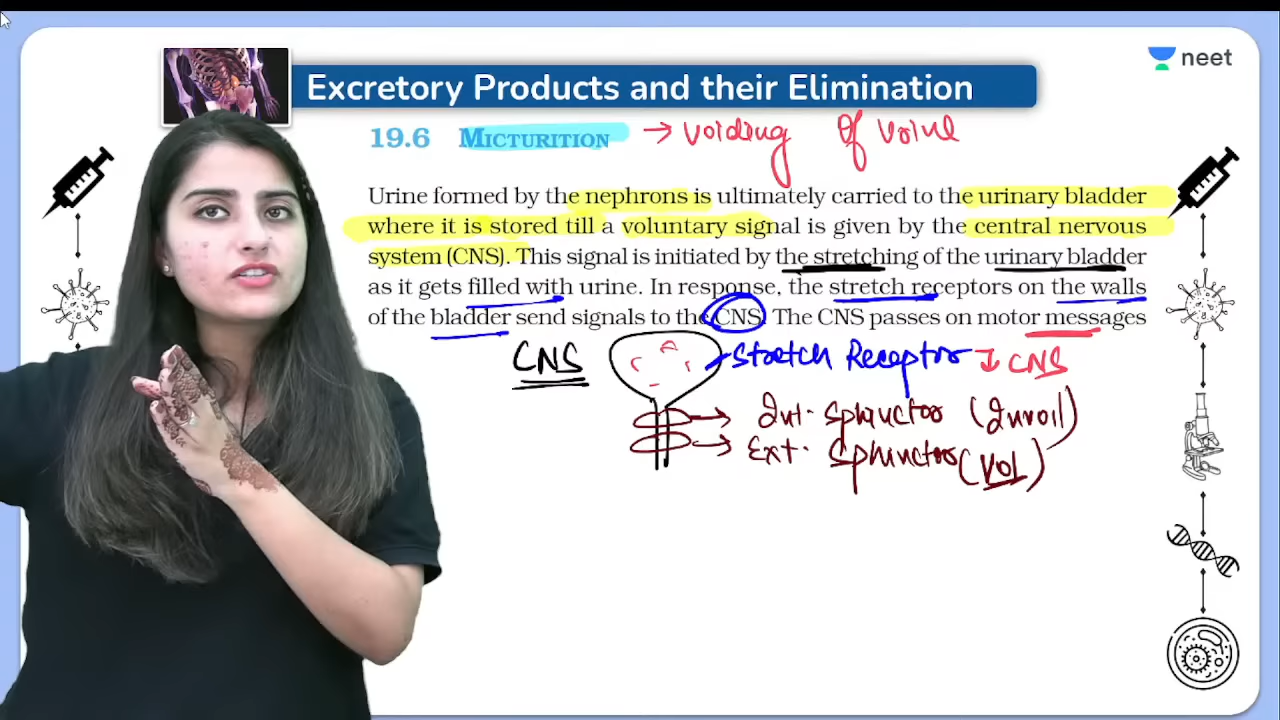 neet
Excretory Products and their Elimination
19.6 MICTURITION → Voiding of Voine
Urine formed by the nephrons is ultimately carried to the urinary bladder
where it is stored till a voluntary signal is given by the central nervous
system (CNS). This signal is initiated by the stretching of the urinary bladder
as it gets filled with urine. In response, the stretch receptors on the walls
of the bladder send signals to the CNS. The CNS passes on motor messages
CNS Stretch Receptor ↓ CNS
→ Int. Sphinctor (Invol)
→ Ext. Sphinctor (VOL)